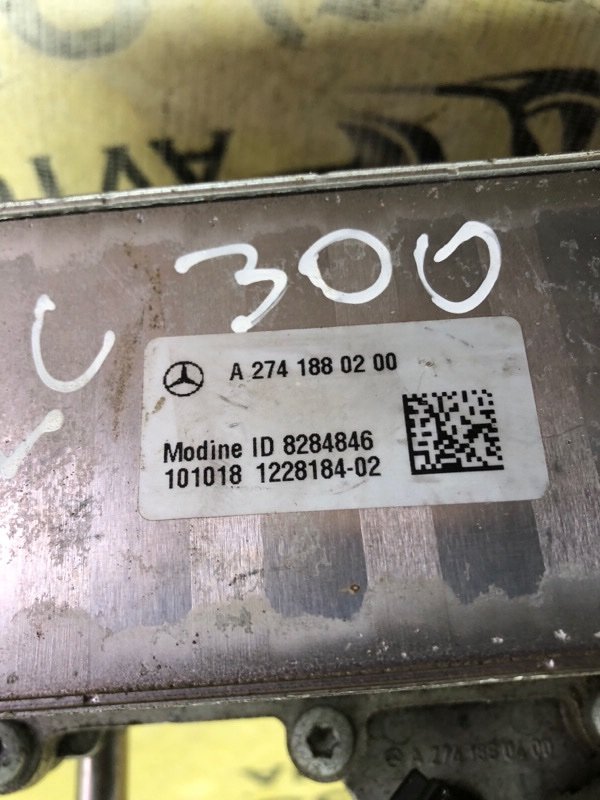 C 300
A 274 188 02 00
Modine ID 8284846
101018 1228184-02